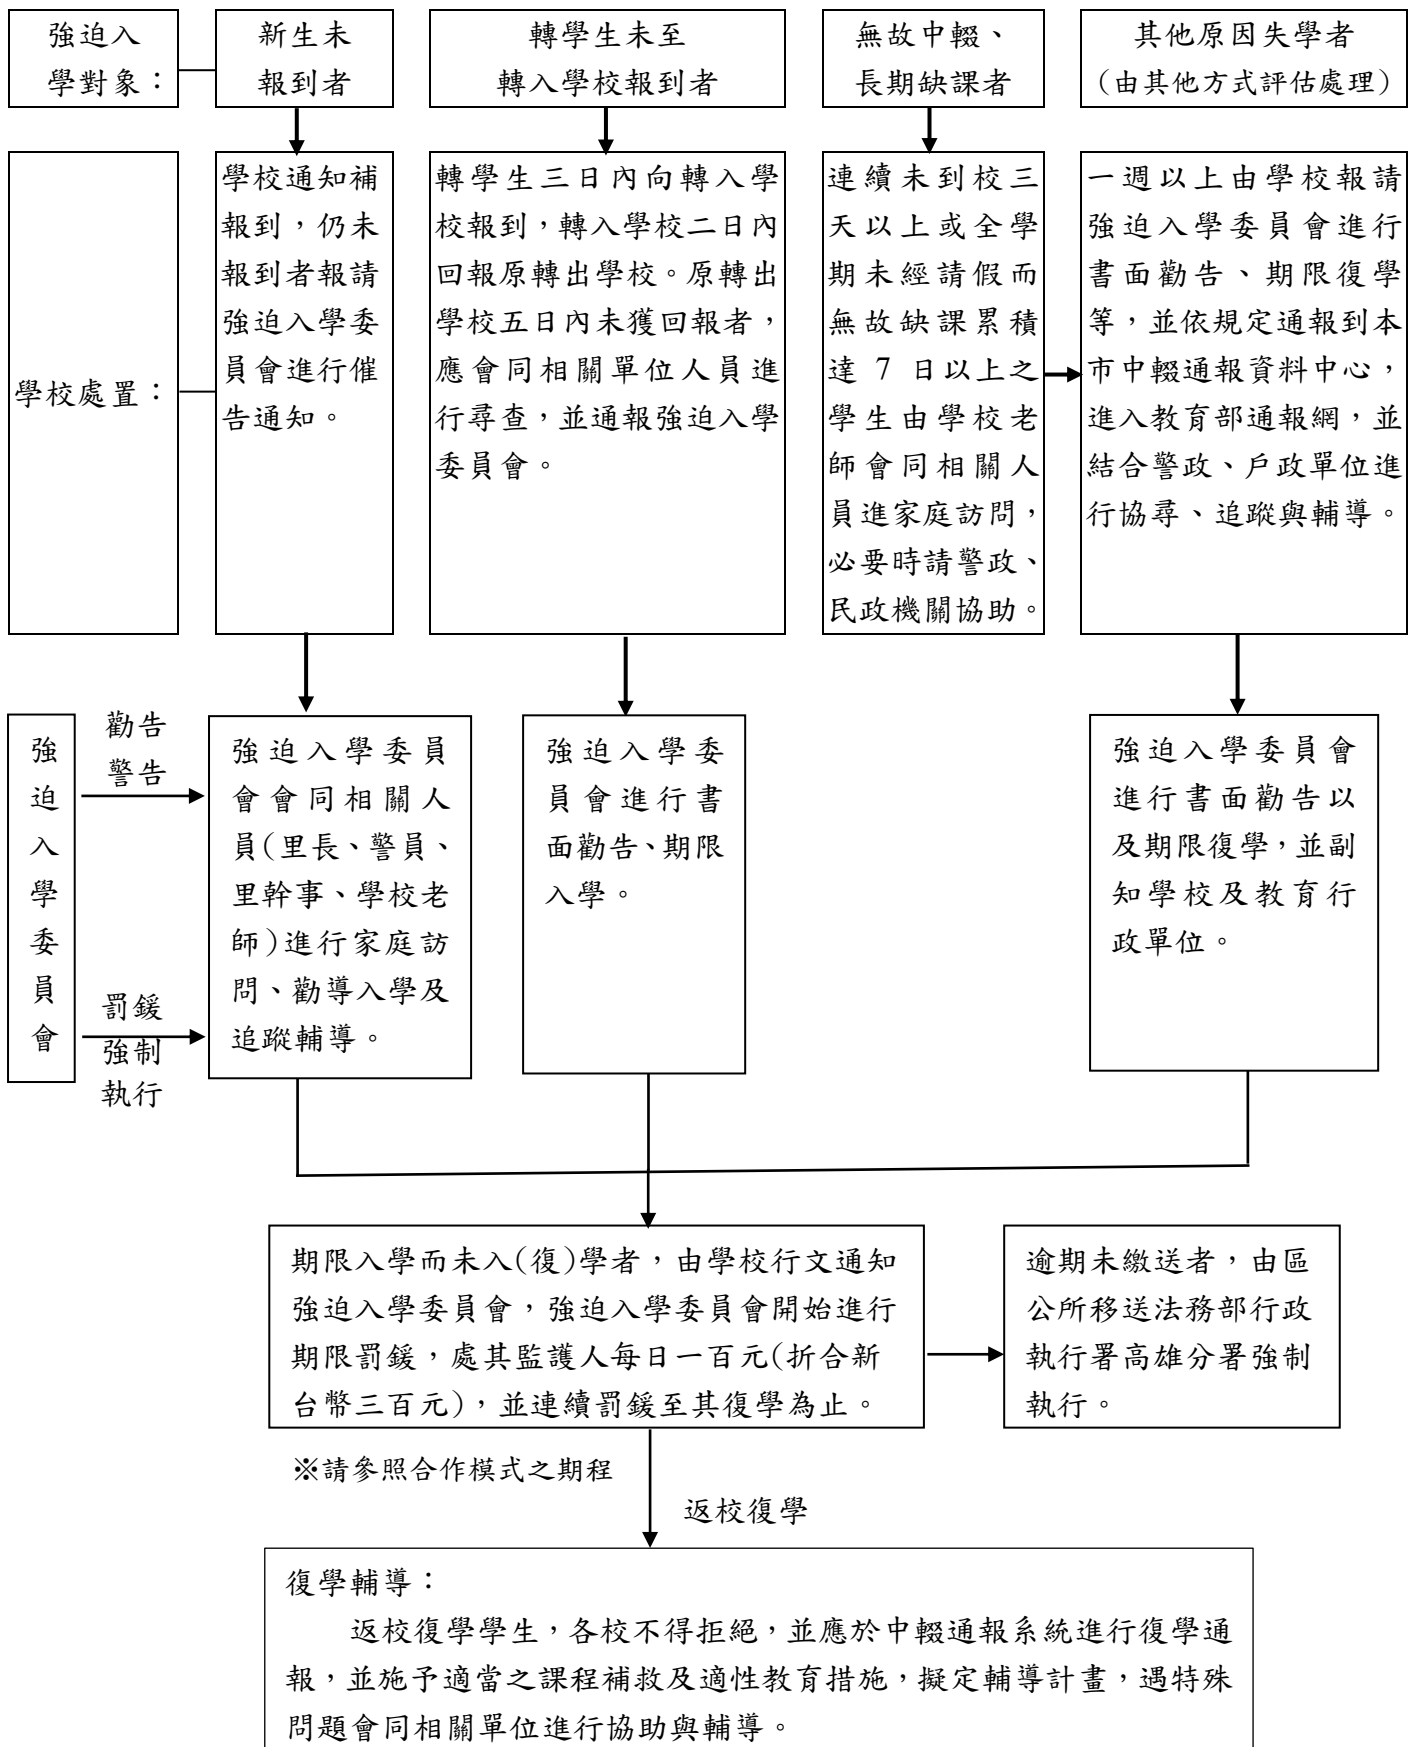 強迫入
學對象：
新生未
報到者
轉學生未至
轉入學校報到者
無故中輟、
長期缺課者
其他原因失學者
(由其他方式評估處理)
學校處置：
學校通知補
報到，仍未
報到者報請
強迫入學委
員會進行催
告通知。
轉學生三日內向轉入學
校報到，轉入學校二日內
回報原轉出學校。原轉出
學校五日內未獲回報者，
應會同相關單位人員進
行尋查，並通報強迫入學
委員會。
連續未到校三
天以上或全學
期未經請假而
無故缺課累積
達 7 日以上之
學生由學校老
師會同相關人
員進家庭訪問，
必要時請警政、
民政機關協助。
一週以上由學校報請
強迫入學委員會進行
書面勸告、期限復學
等，並依規定通報到本
市中輟通報資料中心，
進入教育部通報網，並
結合警政、戶政單位進
行協尋、追蹤與輔導。
強迫入學委員會
勸告
警告
罰鍰
強制
執行
強迫入學委員
會會同相關人
員(里長、警員、
里幹事、學校老
師)進行家庭訪
問、勸導入學及
追蹤輔導。
強迫入學委
員會進行書
面勸告、期限
入學。
強迫入學委員會
進行書面勸告以
及期限復學，並副
知學校及教育行
政單位。
期限入學而未入(復)學者，由學校行文通知
強迫入學委員會，強迫入學委員會開始進行
期限罰鍰，處其監護人每日一百元(折合新
台幣三百元)，並連續罰鍰至其復學為止。
逾期未繳送者，由區
公所移送法務部行政
執行署高雄分署強制
執行。
※請參照合作模式之期程
返校復學
復學輔導：
返校復學學生，各校不得拒絕，並應於中輟通報系統進行復學通
報，並施予適當之課程補救及適性教育措施，擬定輔導計畫，遇特殊
問題會同相關單位進行協助與輔導。